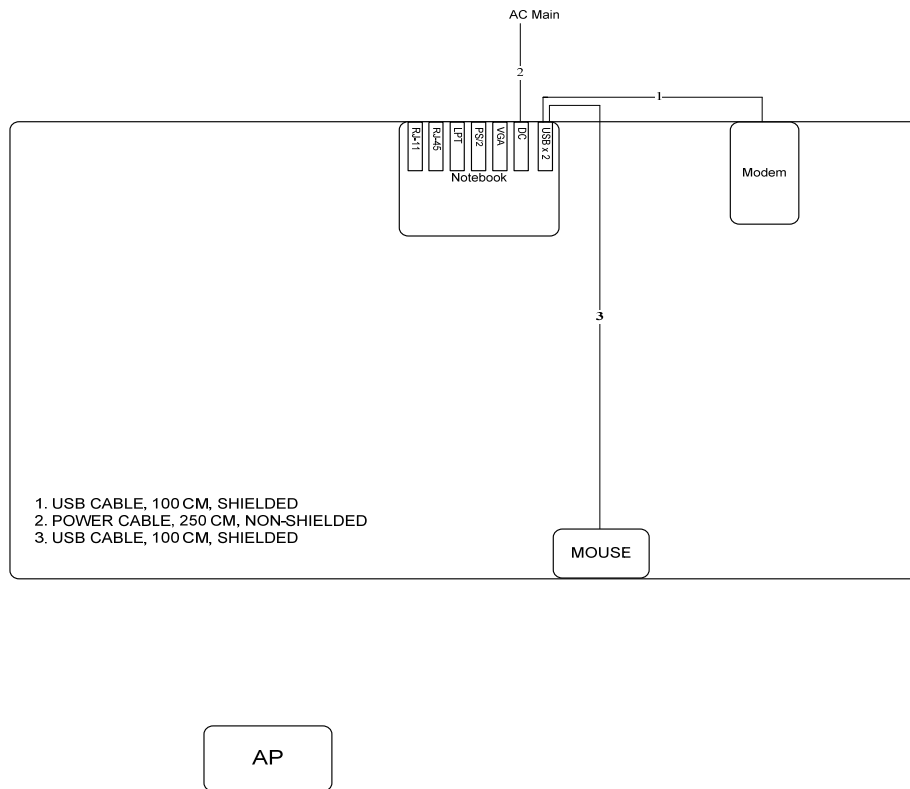 AC Main
2
1
RJ-11
RJ-45
LPT
PS/2
VGA
DC
USB x 2
Notebook
Modem
3
1. USB CABLE, 100 CM, SHIELDED
2. POWER CABLE, 250 CM, NON-SHIELDED
3. USB CABLE, 100 CM, SHIELDED
MOUSE
AP